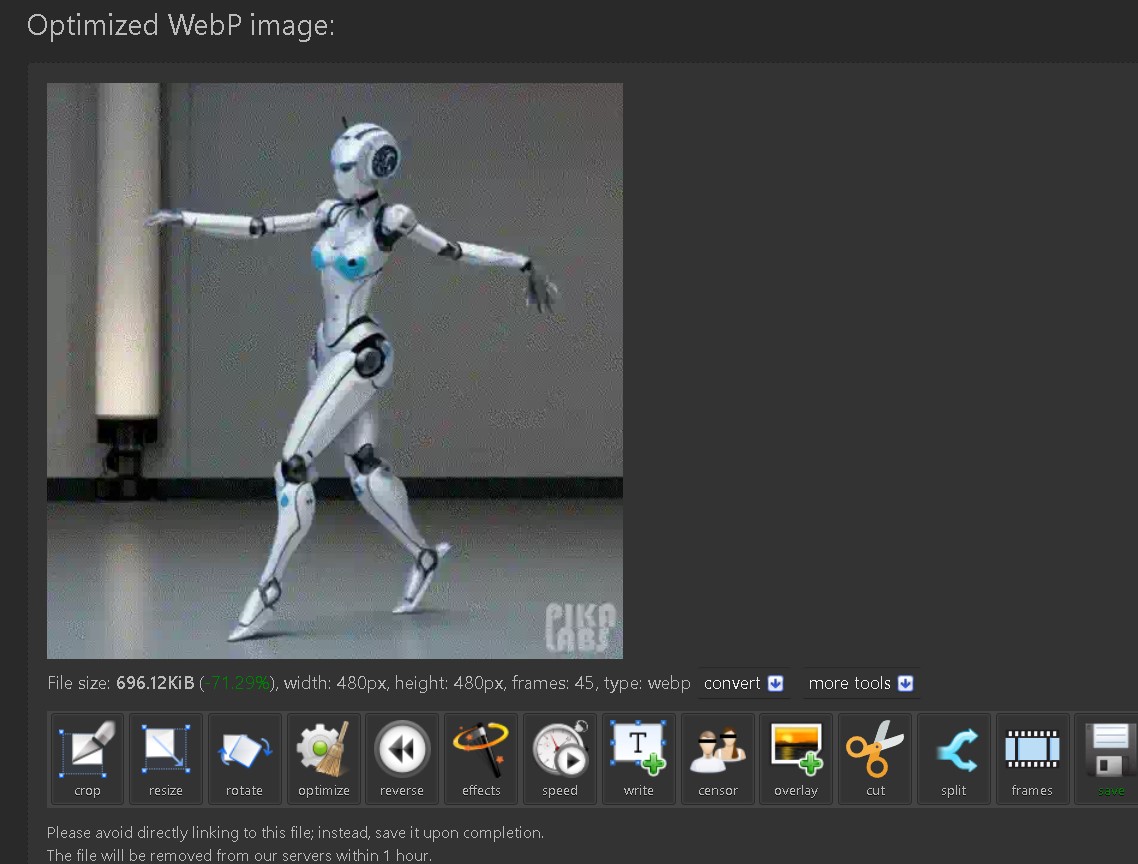 Optimized WebP image:
PIKA
LABS
File size: 696.12KiB (-71.29%), width: 480px, height: 480px, frames: 45, type: webp convert more tools
crop resize rotate optimize reverse effects speed write censor overlay cut split frames save
Please avoid directly linking to this file; instead, save it upon completion.
The file will be removed from our servers within 1 hour.